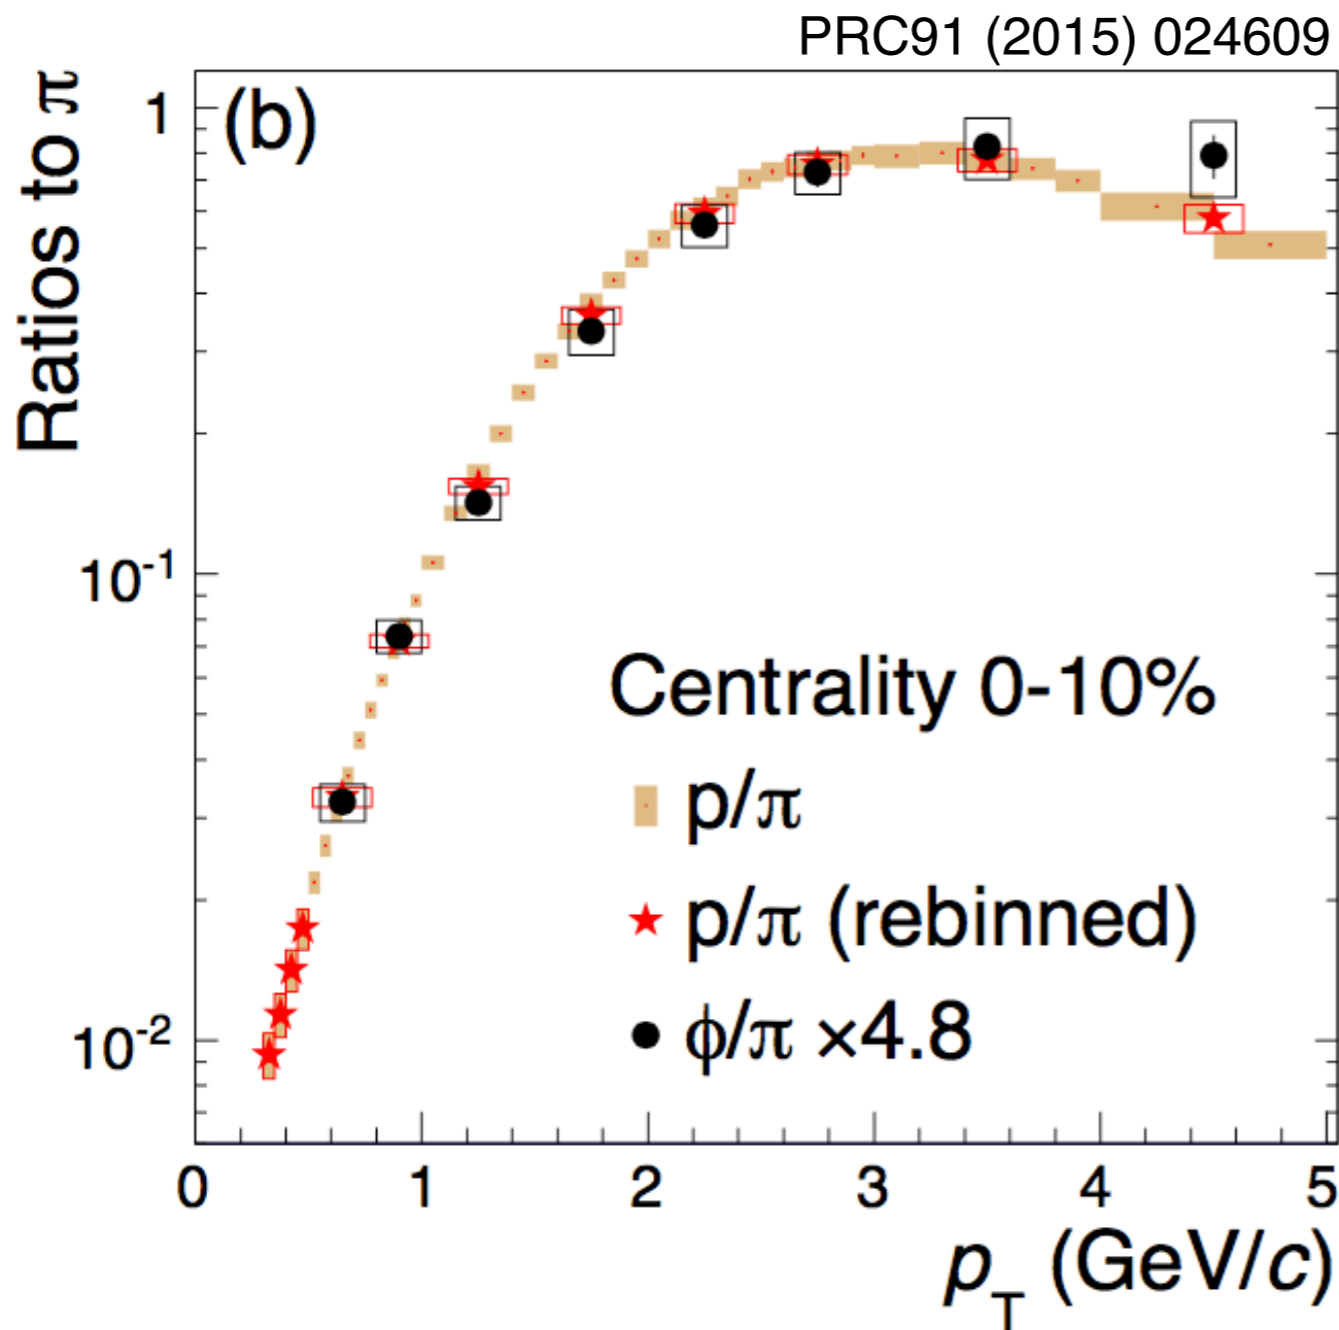 PRC91 (2015) 024609
Ratios to π
(b)
1
10⁻¹
10⁻²
Centrality 0-10%
p/π
p/π (rebinned)
ϕ/π ×4.8
0 1 2 3 4 5
p_T (GeV/c)